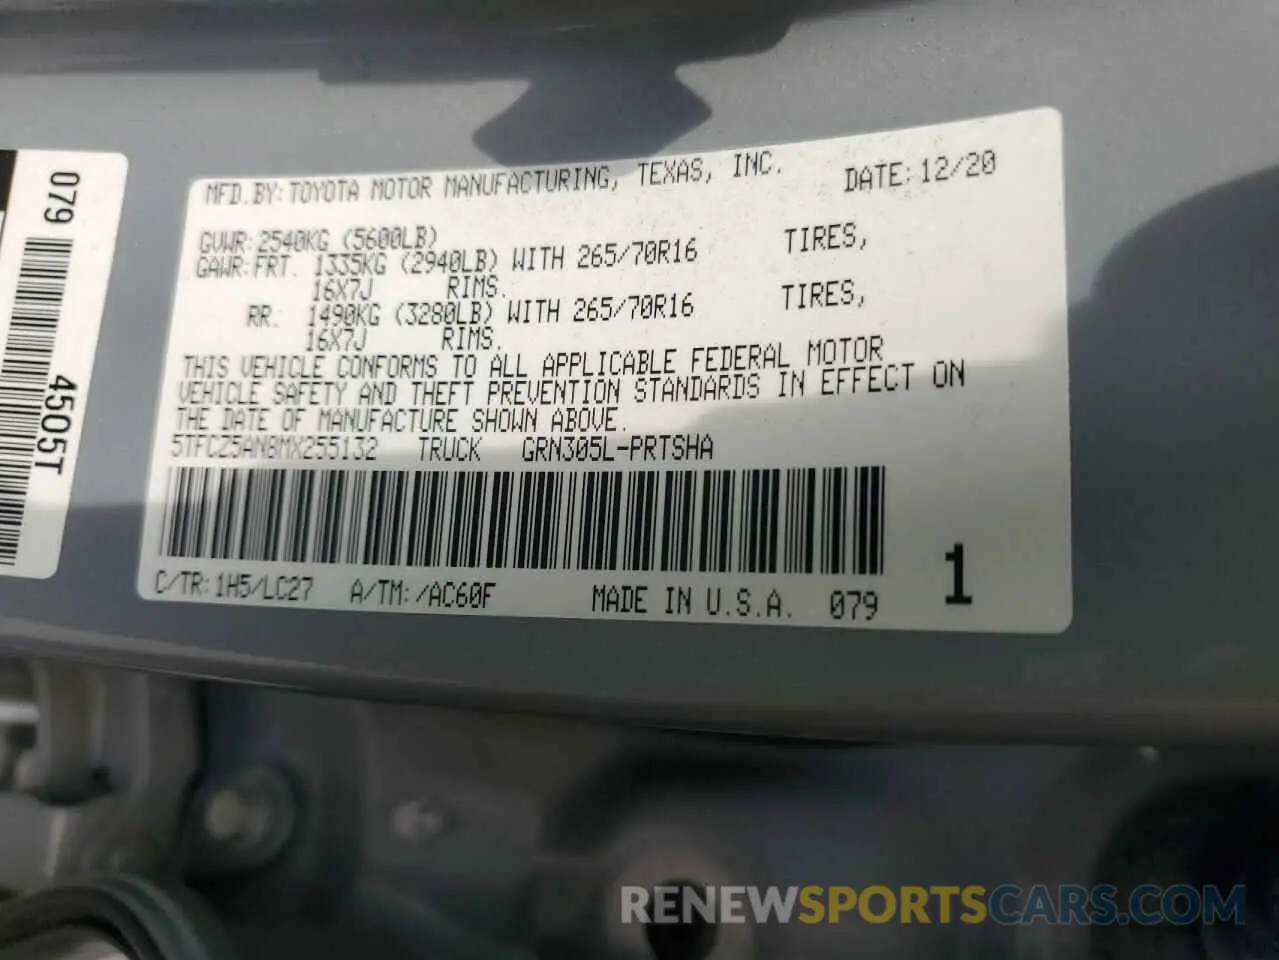 MFD.BY:TOYOTA MOTOR MANUFACTURING, TEXAS, INC. DATE:12/20
GVWR:2540KG (5600LB)
GAWR:FRT. 1335KG (2940LB) WITH 265/70R16 TIRES,
16X7J RIMS.
RR. 1490KG (3280LB) WITH 265/70R16 TIRES,
16X7J RIMS.
THIS VEHICLE CONFORMS TO ALL APPLICABLE FEDERAL MOTOR
VEHICLE SAFETY AND THEFT PREVENTION STANDARDS IN EFFECT ON
THE DATE OF MANUFACTURE SHOWN ABOVE.
5TFCZ5AN8MX255132 TRUCK GRN305L-PRTSHA
C/TR:1H5/LC27 A/TM:/AC60F MADE IN U.S.A. 079 1
079 4505T
RENEWSPORTSCARS.COM